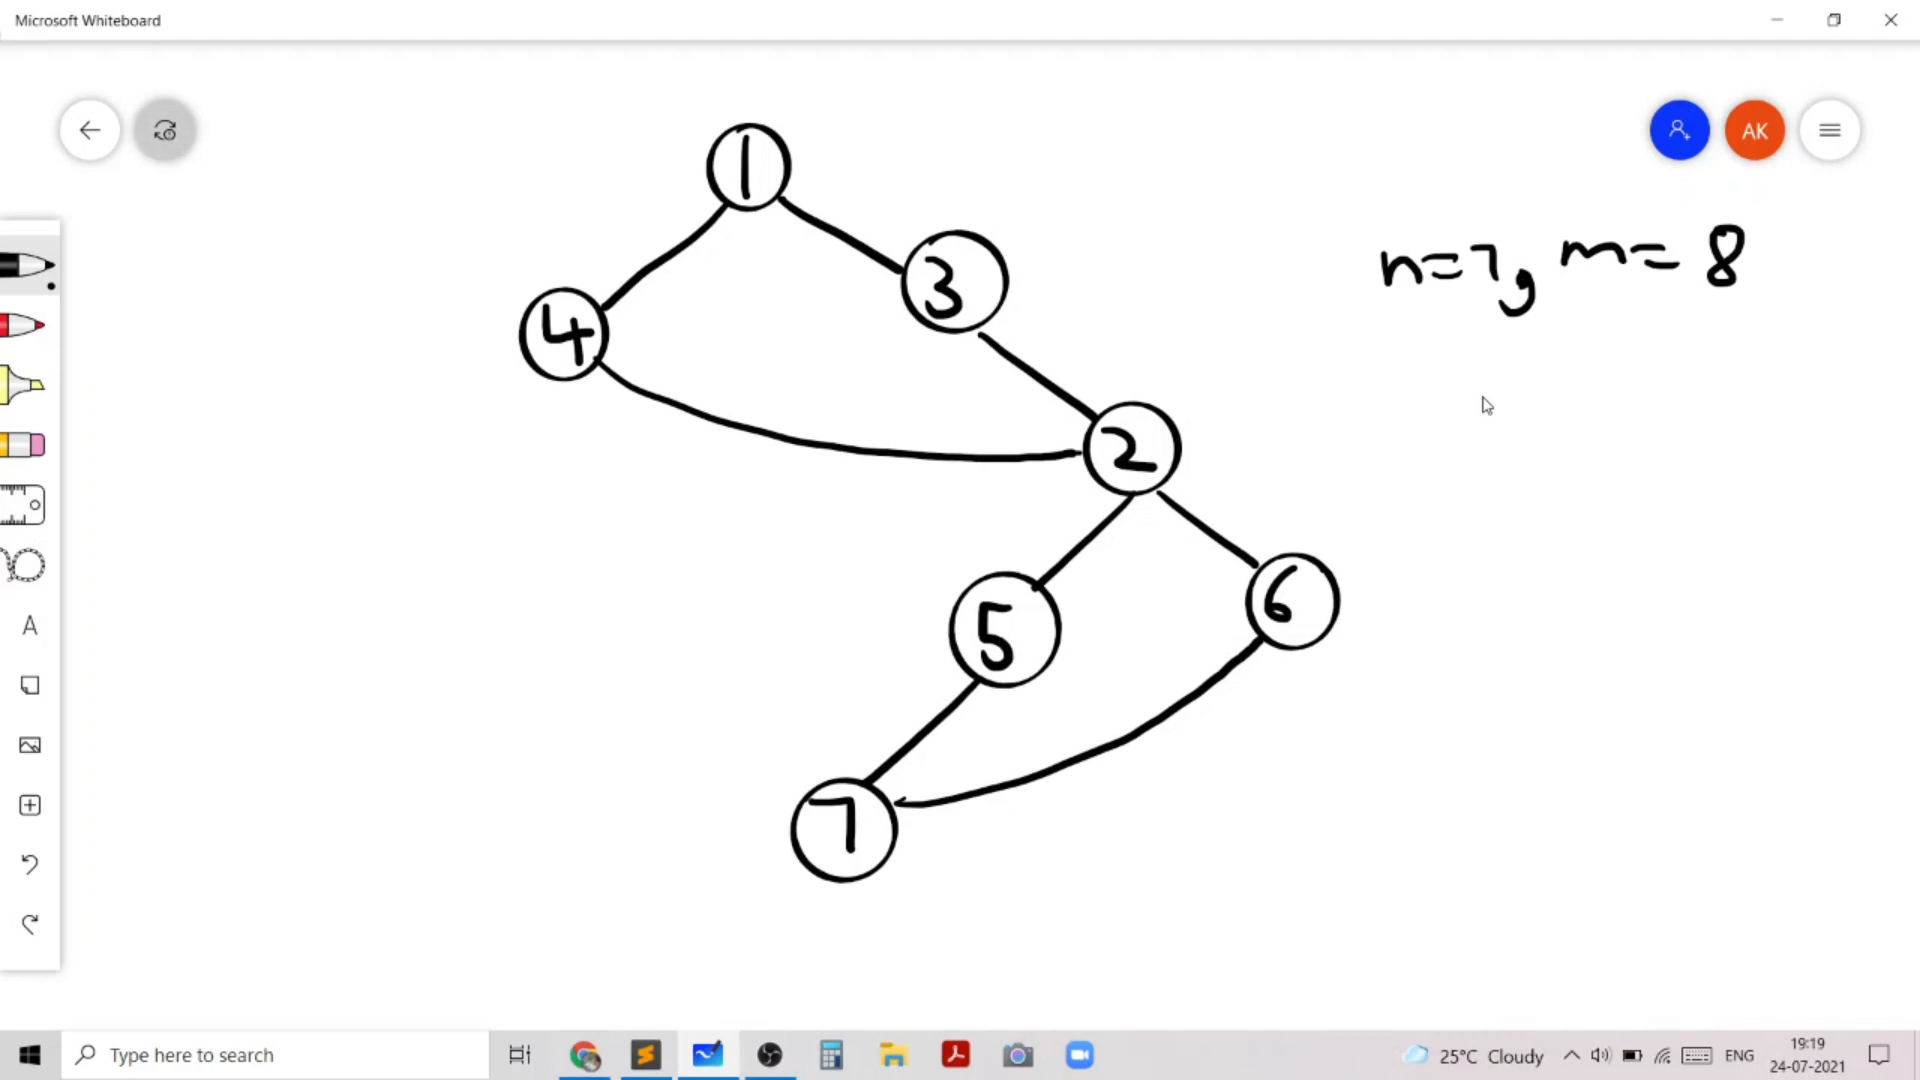 Microsoft Whiteboard
AK
1
3
n=7, m= 8
4
2
5
6
7
A
Type here to search
25°C Cloudy
ENG
19:19
24-07-2021